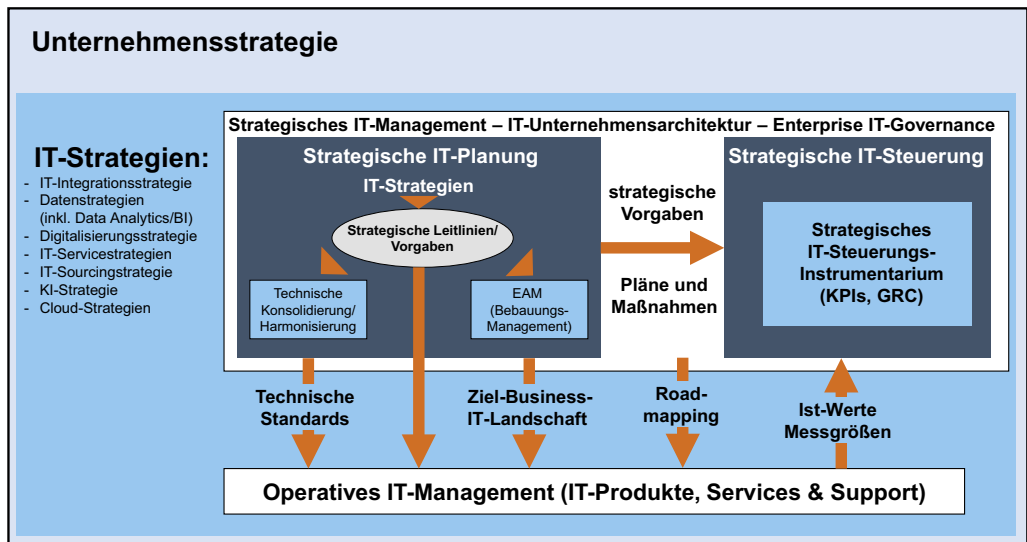 Unternehmensstrategie
IT-Strategien:
- IT-Integrationsstrategie
- Datenstrategien
(inkl. Data Analytics/BI)
- Digitalisierungsstrategie
- IT-Servicestrategien
- IT-Sourcingstrategie
- KI-Strategie
- Cloud-Strategien
Strategisches IT-Management – IT-Unternehmensarchitektur – Enterprise IT-Governance
Strategische IT-Planung
IT-Strategien
Strategische Leitlinien/
Vorgaben
Technische
Konsolidierung/
Harmonisierung
EAM
(Bebauungs-
Management)
strategische
Vorgaben
Pläne und
Maßnahmen
Strategische IT-Steuerung
Strategisches
IT-Steuerungs-
Instrumentarium
(KPIs, GRC)
Technische
Standards
Ziel-Business-
IT-Landschaft
Road-
mapping
Ist-Werte
Messgrößen
Operatives IT-Management (IT-Produkte, Services & Support)